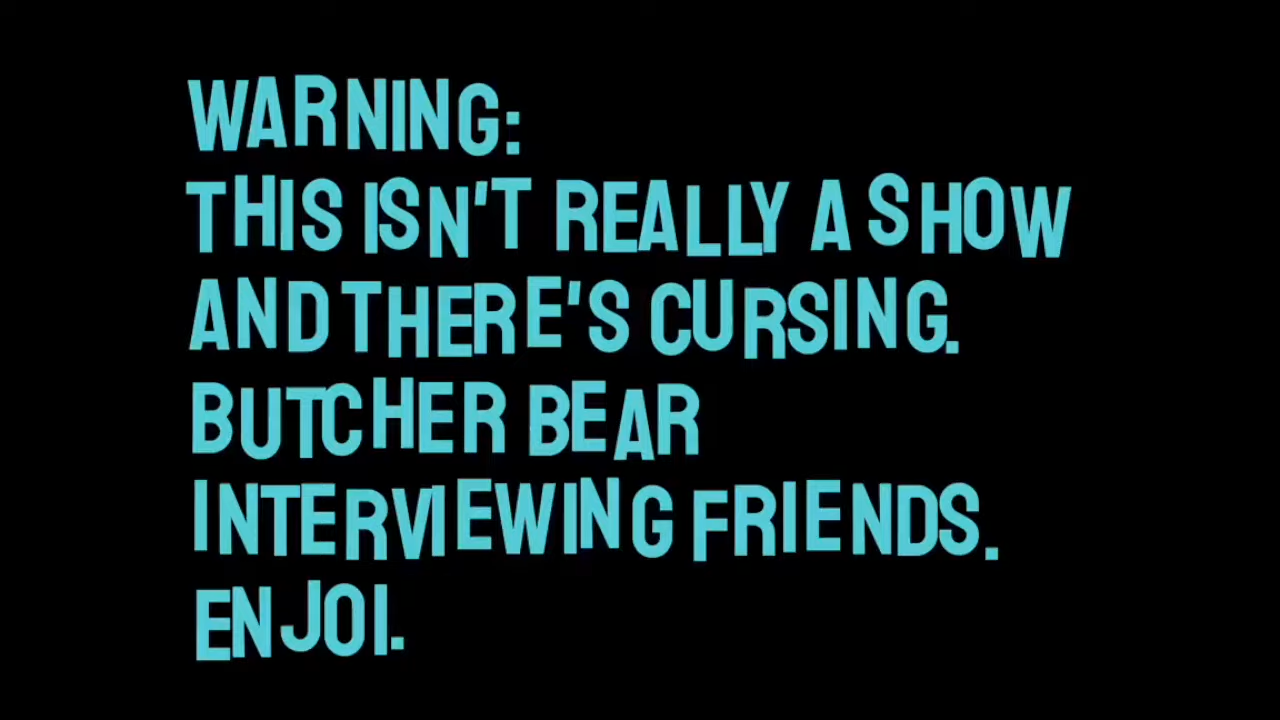 WARNING:
THIS ISN'T REALLY A SHOW
AND THERE'S CURSING.
BUTCHER BEAR
INTERVIEWING FRIENDS.
ENJOI.